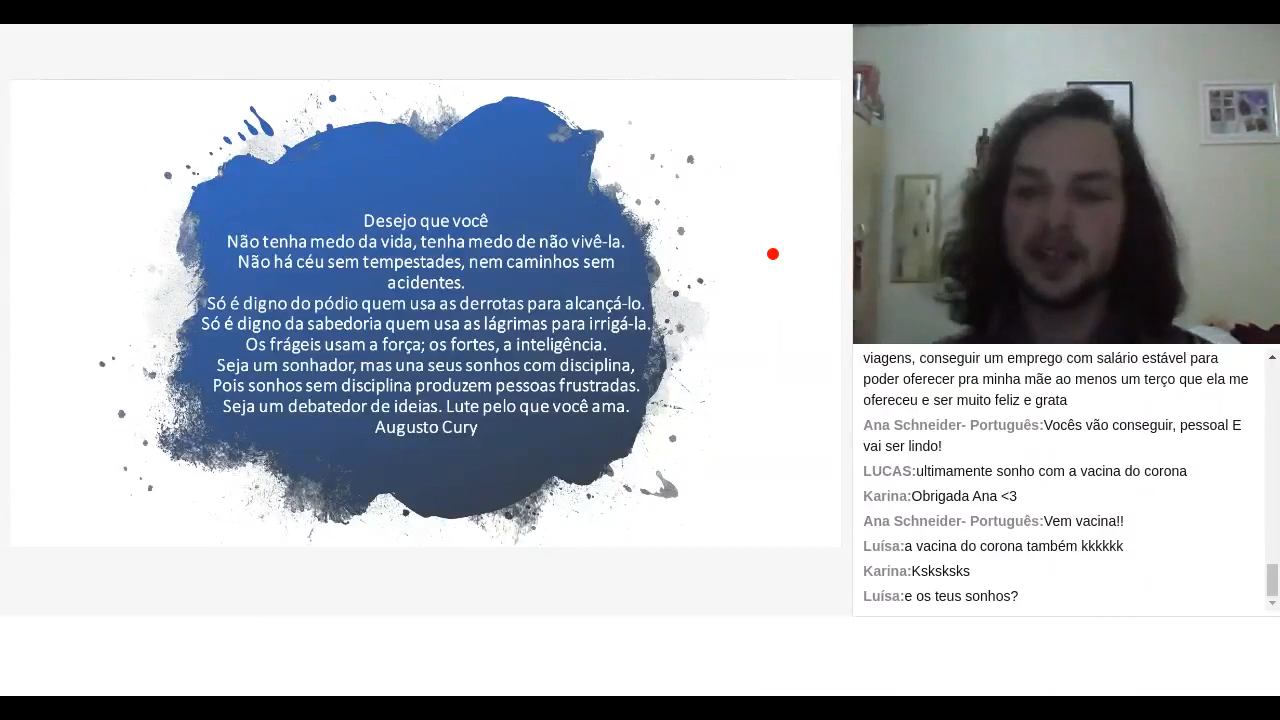 Desejo que você
Não tenha medo da vida, tenha medo de não vivê-la.
Não há céu sem tempestades, nem caminhos sem
acidentes.
Só é digno do pódio quem usa as derrotas para alcançá-lo.
Só é digno da sabedoria quem usa as lágrimas para irrigá-la.
Os frágeis usam a força; os fortes, a inteligência.
Seja um sonhador, mas una seus sonhos com disciplina,
Pois sonhos sem disciplina produzem pessoas frustradas.
Seja um debatedor de ideias. Lute pelo que você ama.
Augusto Cury
viagens, conseguir um emprego com salário estável para
poder oferecer pra minha mãe ao menos um terço que ela me
ofereceu e ser muito feliz e grata
Ana Schneider- Português:Vocês vão conseguir, pessoal E
vai ser lindo!
LUCAS:ultimamente sonho com a vacina do corona
Karina:Obrigada Ana <3
Ana Schneider- Português:Vem vacina!!
Luísa:a vacina do corona também kkkkkk
Karina:Ksksksks
Luísa:e os teus sonhos?